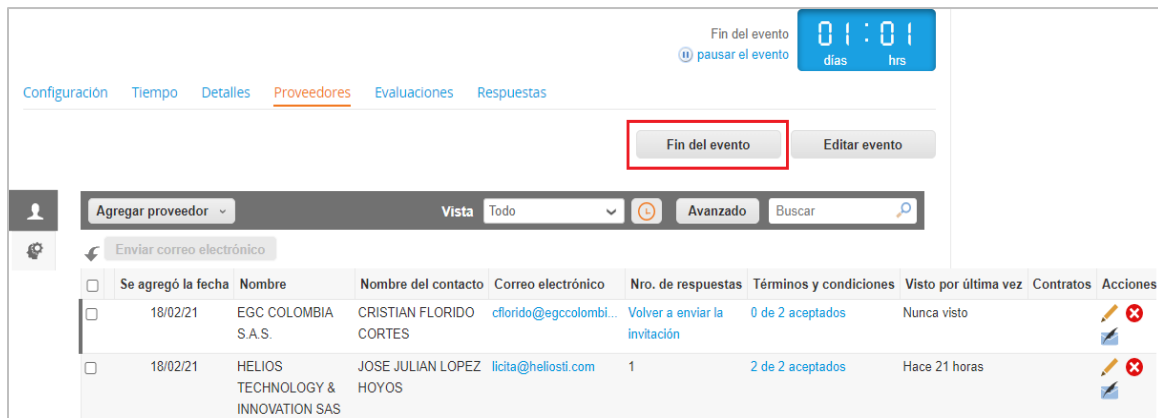 Fin del evento
pausar el evento
01:01
días hrs
Configuración Tiempo Detalles Proveedores Evaluaciones Respuestas
Fin del evento Editar evento
Agregar proveedor Vista Todo Avanzado Buscar
Enviar correo electrónico
Se agregó la fecha Nombre Nombre del contacto Correo electrónico Nro. de respuestas Términos y condiciones Visto por última vez Contratos Acciones
18/02/21 EGC COLOMBIA CRISTIAN FLORIDO cflorido@egccolombi... Volver a enviar la 0 de 2 aceptados Nunca visto
S.A.S. CORTES invitación
18/02/21 HELIOS JOSE JULIAN LOPEZ licita@heliosti.com 1 2 de 2 aceptados Hace 21 horas
TECHNOLOGY & HOYOS
INNOVATION SAS